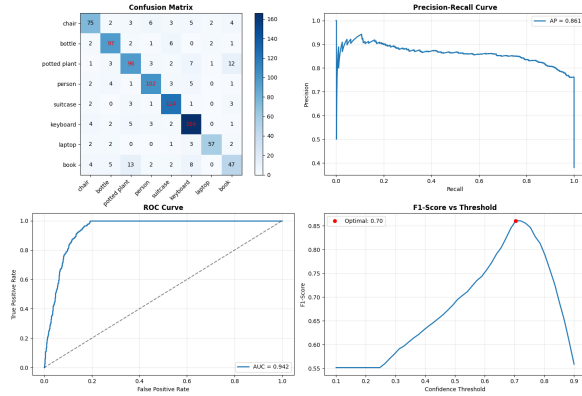 Confusion Matrix
chair 75 2 3 6 3 5 2 4
bottle 2 2 1 6 0 2 1
potted plant 1 3 3 2 7 1 12
person 2 4 1 3 5 0 1
suitcase 2 0 3 1 1 0 3
keyboard 4 2 5 3 2 0 4
laptop 2 2 0 0 1 0 57 2
book 4 5 13 2 2 8 0 47
chair
bottle
potted plant
person
suitcase
keyboard
laptop
book
160
140
120
100
80
60
40
20
0
Precision-Recall Curve
AP = 0.861
Precision
1.0
0.9
0.8
0.7
0.6
0.5
0.4
0.0 0.2 0.4 0.6 0.8 1.0
Recall
ROC Curve
True Positive Rate
1.0
0.8
0.6
0.4
0.2
0.0
AUC = 0.942
0.0 0.2 0.4 0.6 0.8 1.0
False Positive Rate
F1-Score vs Threshold
Optimal: 0.70
F1-Score
0.85
0.80
0.75
0.70
0.65
0.60
0.55
0.1 0.2 0.3 0.4 0.5 0.6 0.7 0.8 0.9
Confidence Threshold